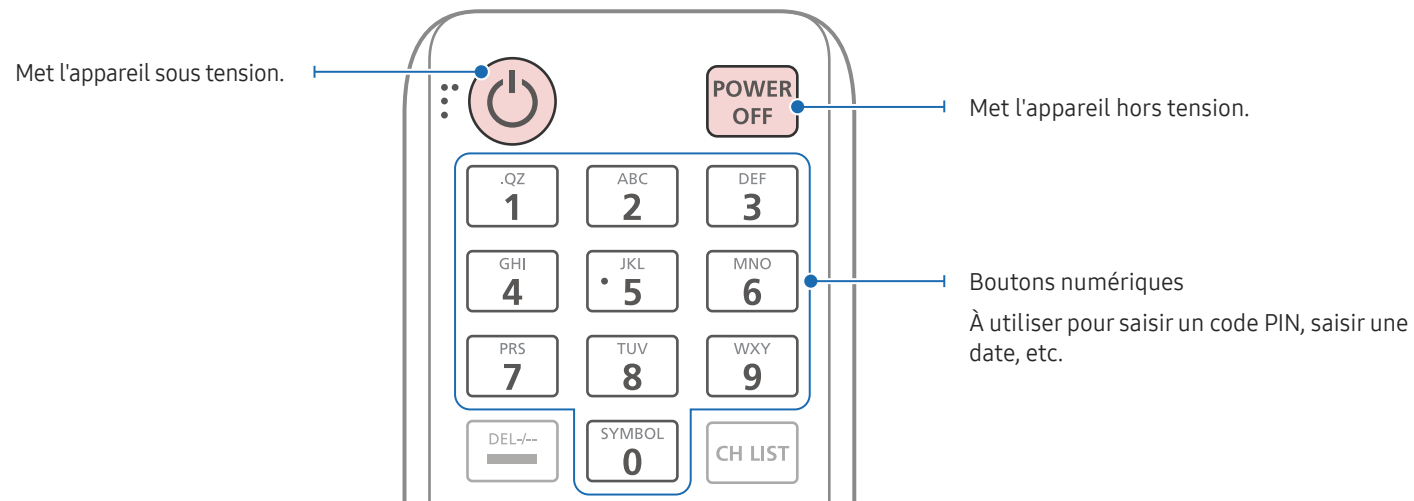 Met l'appareil sous tension.
POWER
OFF
Met l'appareil hors tension.
.QZ
1
ABC
2
DEF
3
GHI
4
JKL
5
MNO
6
Boutons numériques
À utiliser pour saisir un code PIN, saisir une
date, etc.
PRS
7
TUV
8
WXY
9
DEL-/--
SYMBOL
0
CH LIST